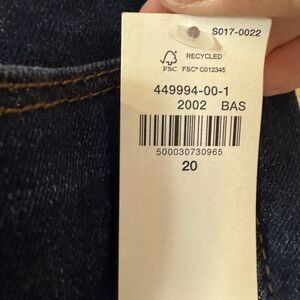 S017-0022
FSC
RECYCLED
FSC® C012345
449994-00-1
2002 BAS
500030730965
20